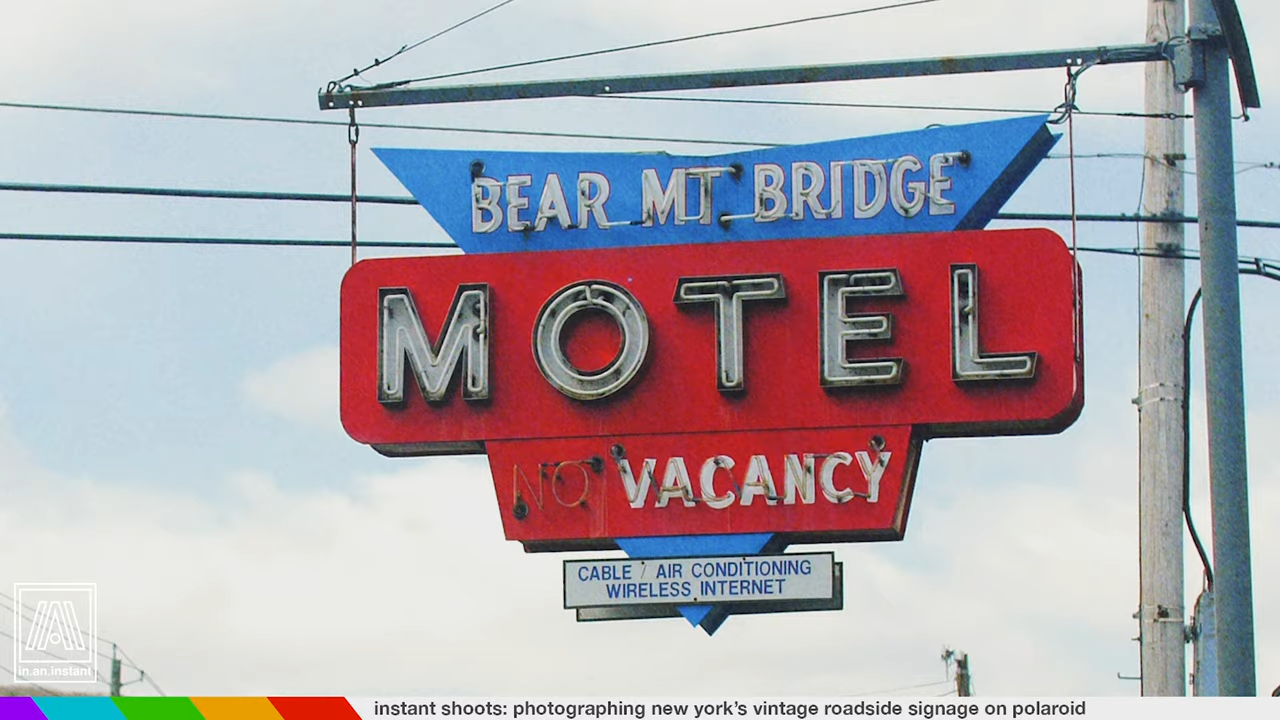 BEAR MT BRIDGE
MOTEL
NO VACANCY
CABLE / AIR CONDITIONING
WIRELESS INTERNET
in.an.instant
instant shoots: photographing new york’s vintage roadside signage on polaroid